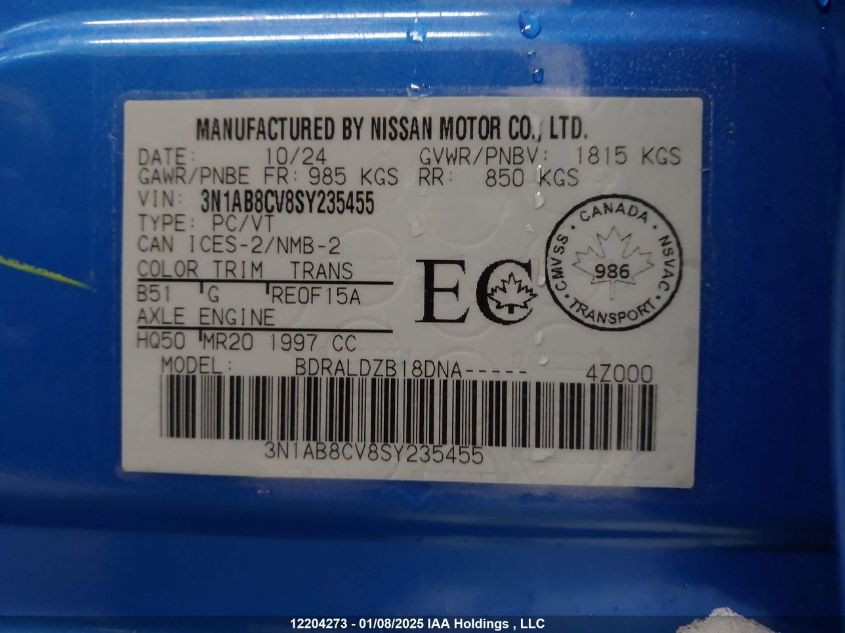 MANUFACTURED BY NISSAN MOTOR CO., LTD.
DATE: 10/24 GVWR/PNBV: 1815 KGS
GAWR/PNBE FR: 985 KGS RR: 850 KGS
VIN: 3N1AB8CV8SY235455
TYPE: PC/VT
CAN ICES-2/NMB-2
COLOR TRIM TRANS
B51 G RE0F15A
AXLE ENGINE
HQ50 MR20 1997 CC
EC
CANADA
CMVSS
NSVAC
986
TRANSPORT
MODEL: BDRALDZB18DNA----- 4Z000
3N1AB8CV8SY235455
12204273 - 01/08/2025 IAA Holdings , LLC